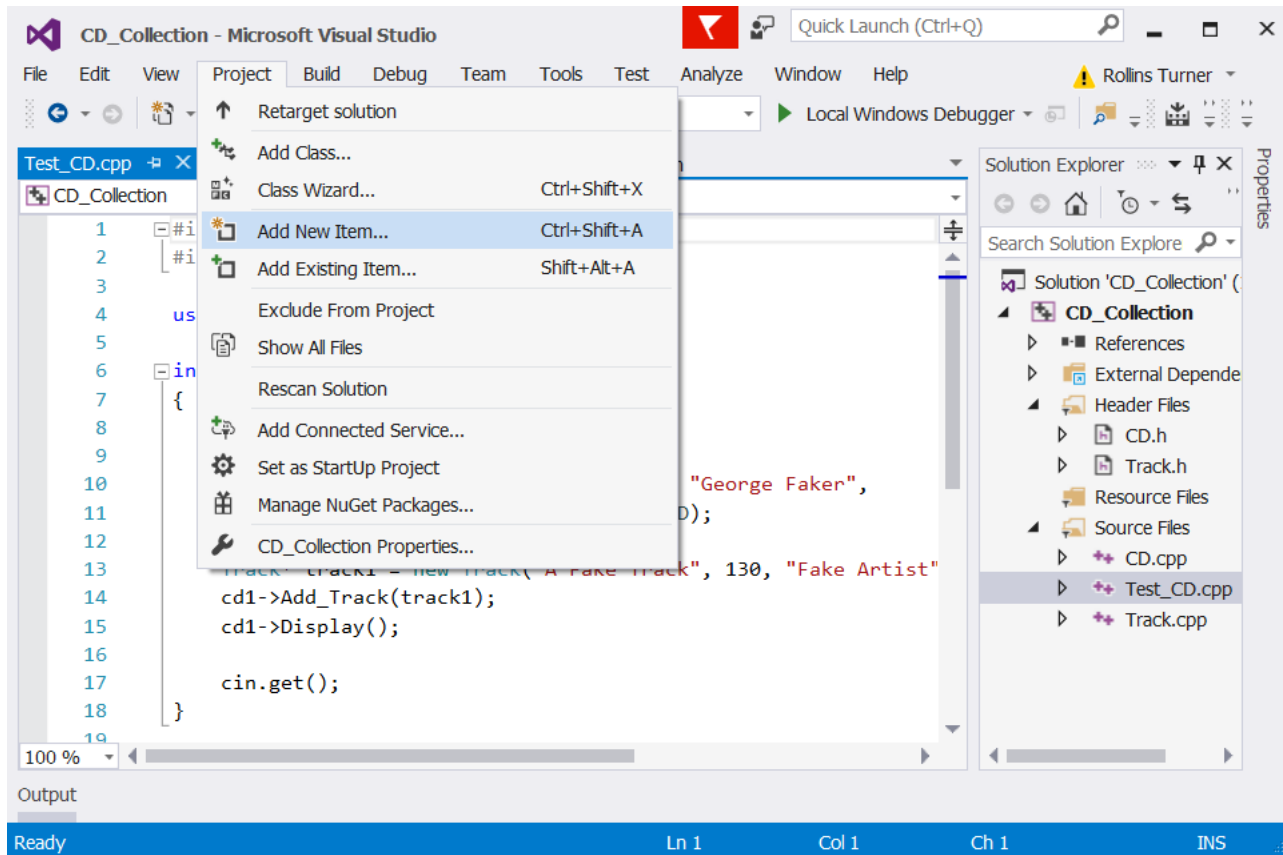 CD_Collection - Microsoft Visual Studio
Quick Launch (Ctrl+Q)
File Edit View Project Build Debug Team Tools Test Analyze Window Help
Rollins Turner
Local Windows Debugger
Retarget solution
Add Class...
Class Wizard... Ctrl+Shift+X
Add New Item... Ctrl+Shift+A
Add Existing Item... Shift+Alt+A
Exclude From Project
Show All Files
Rescan Solution
Add Connected Service...
Set as StartUp Project
Manage NuGet Packages...
CD_Collection Properties...
Test_CD.cpp
CD_Collection
1 #i
2 #i
3
4 us
5
6 in
7 {
8
9
10 "George Faker",
11 D);
12
13 Track* track1 = new Track("A Fake Track", 130, "Fake Artist"
14 cd1->Add_Track(track1);
15 cd1->Display();
16
17 cin.get();
18 }
19
100 %
Solution Explorer
Search Solution Explore
Solution 'CD_Collection' (
CD_Collection
References
External Depende
Header Files
CD.h
Track.h
Resource Files
Source Files
CD.cpp
Test_CD.cpp
Track.cpp
Properties
Output
Ready Ln 1 Col 1 Ch 1 INS